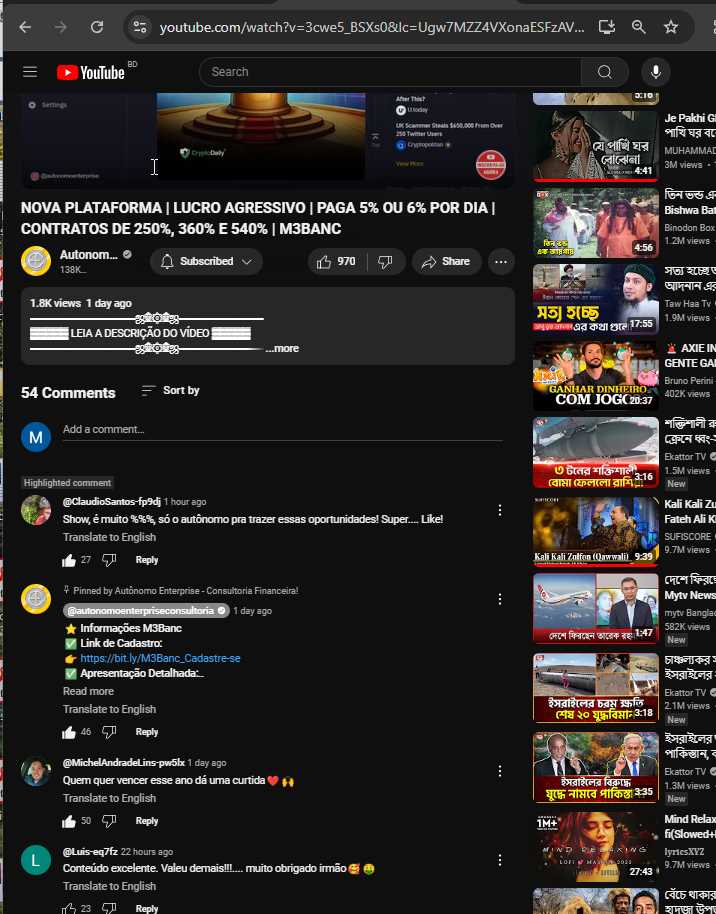 youtube.com/watch?v=3cwe5_BSXs0&lc=Ugw7MZZ4VXonaESFzAV...
YouTube BD
Search
Settings
@autonomoenterprise
CryptoDaily
After This?
U.today
UK Scammer Steals $650,000 From Over
250 Twitter Users
Cryptopolitan
View More
NOVA PLATAFORMA | LUCRO AGRESSIVO | PAGA 5% OU 6% POR DIA |
CONTRATOS DE 250%, 360% E 540% | M3BANC
Autonom...
138K...
Subscribed
970
Share
1.8K views 1 day ago
LEIA A DESCRIÇÃO DO VÍDEO
...more
54 Comments
Sort by
M
Add a comment...
Highlighted comment
@ClaudioSantos-fp9dj 1 hour ago
Show, é muito %%%, só o autônomo pra trazer essas oportunidades! Super.... Like!
Translate to English
27 Reply
Pinned by Autônomo Enterprise - Consultoria Financeira!
@autonomoenterpriseconsultoria 1 day ago
⭐ Informações M3Banc
✅ Link de Cadastro:
👉 https://bit.ly/M3Banc_Cadastre-se
✅ Apresentação Detalhada:..
Read more
Translate to English
46 Reply
@MichelAndradeLins-pw5lx 1 day ago
Quem quer vencer esse ano dá uma curtida❤️🙌
Translate to English
50 Reply
L
@Luis-eq7fz 22 hours ago
Conteúdo excelente. Valeu demais!!!.... muito obrigado irmão🥰🤑
Translate to English
23 Reply
5:16
যে পাখি ঘর
বোঝেনা
4:41
Je Pakhi G
পাখি ঘর
MUHAMMAD
3M views
তিন ভন্ড
এক জায়গায়
4:56
তিন ভন্ড
Bishwa Bat
Binodon Box
1.2M views
সত্য হচ্ছে
এর কথা শুনে
17:55
সত্য হচ্ছে
আদনান
Taw Haa Tv
1.9M views
GANHAR DINHEIRO
COM JOGO
20:37
🚨 AXIE IN
GENTE GA
Bruno Perini
402K views
৩ টনের শক্তিশালী
বোমা ফেললো
3:16
শক্তিশালী
Ekattor TV
1.5M views
New
SUFISCORE
Kali Kali Zulfon (Qawwali)
9:39
Kali Kali Zu
Fateh Ali K
SUFISCORE
9.7M views
দেশে ফিরছেন তারেক
1:47
দেশে ফিরছে
Mytv News
mytv Bangla
582K views
New
ইসরাইলের চরম ক্ষতি
শেষ ২০ যুদ্ধবিমান
3:18
চাঞ্চল্যকর
ইসরাইলের
Ekattor TV
2.1M views
New
ইসরাইলের বিরুদ্ধে
যুদ্ধে নামবে পাকিস্তান
3:35
ইসরাইলের
পাকিস্তান,
Ekattor TV
1.3M views
New
1M+
MIND RELAXING
27:43
Mind Relax
fi(Slowed+
lyricsXYZ
9.7M views
বেঁচে থাকার